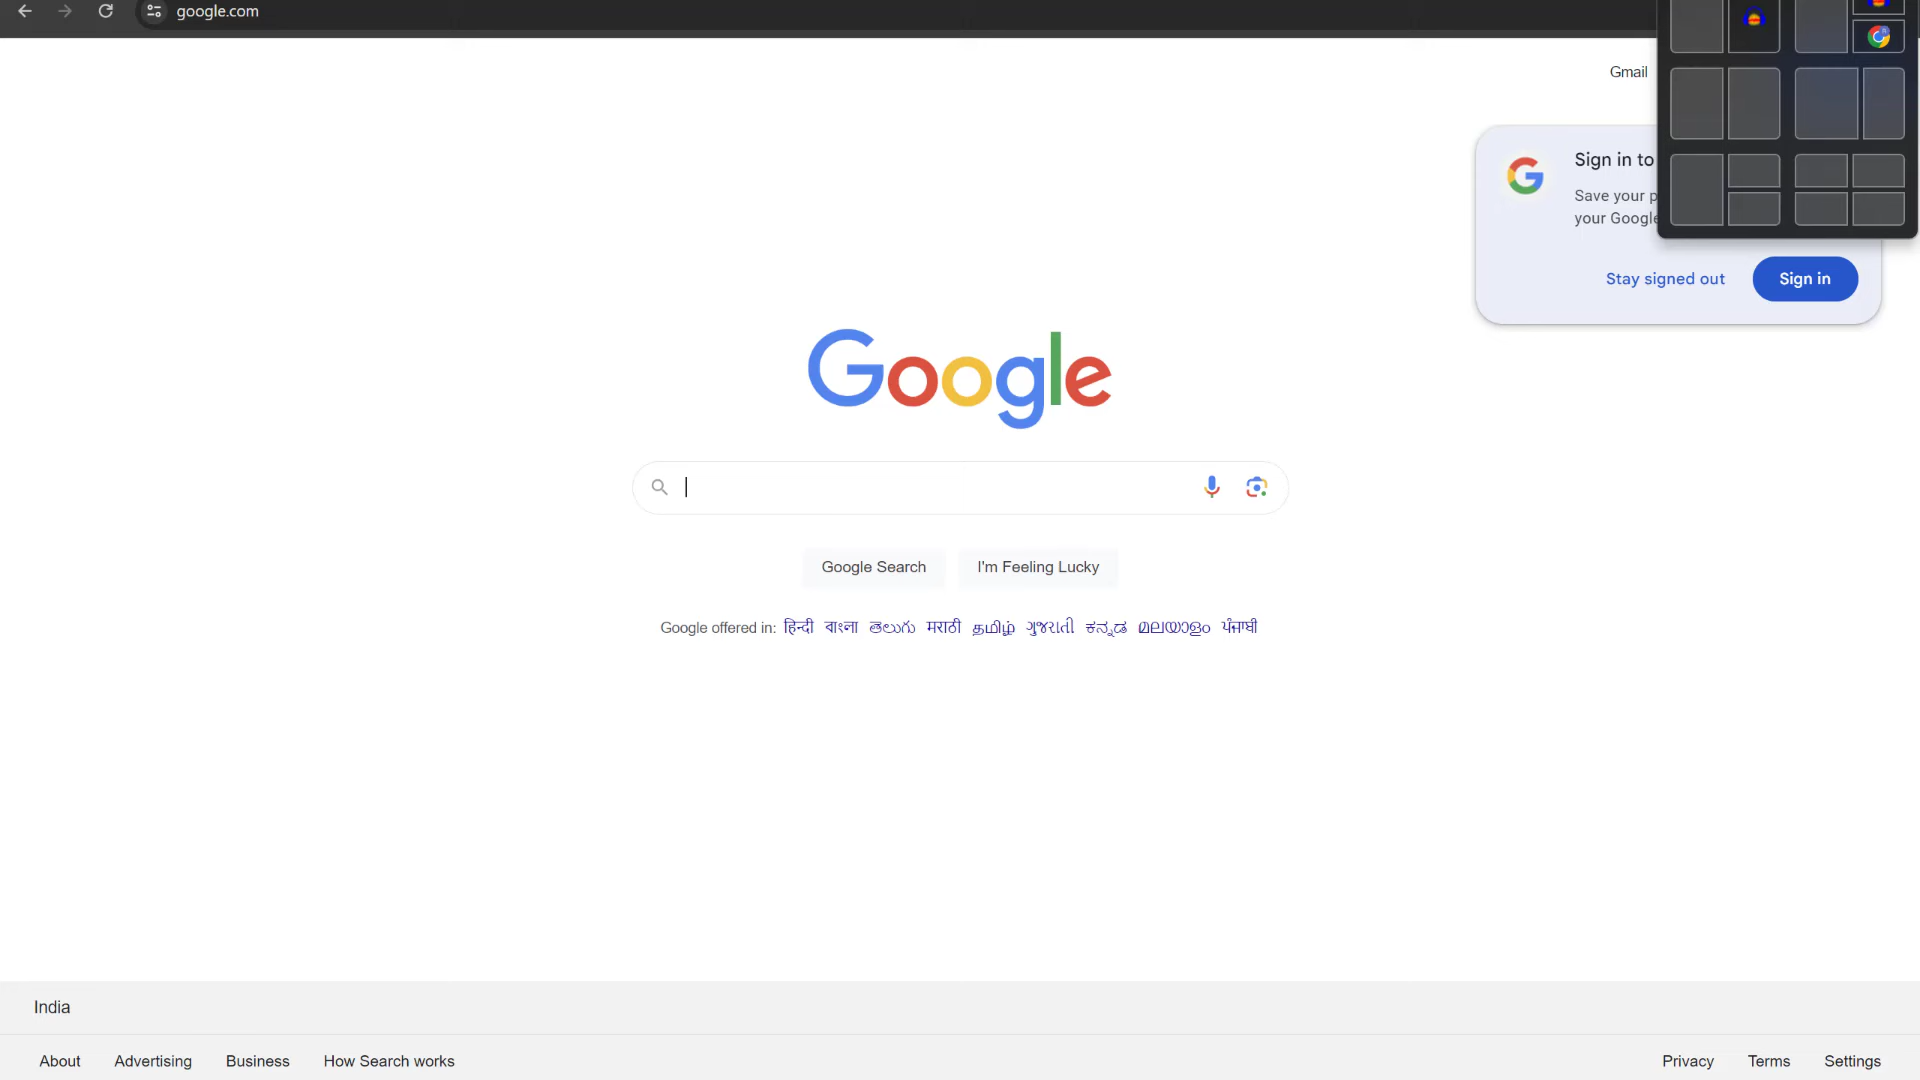 google.com
Gmail
Sign in to
Save your p
your Google
Stay signed out Sign in
Google
Google Search I'm Feeling Lucky
Google offered in: हिन्दी বাংলা తెలుగు मराठी தமிழ் ગુજરાતી ಕನ್ನಡ മലയാളം ਪੰਜਾਬੀ
India
About Advertising Business How Search works Privacy Terms Settings